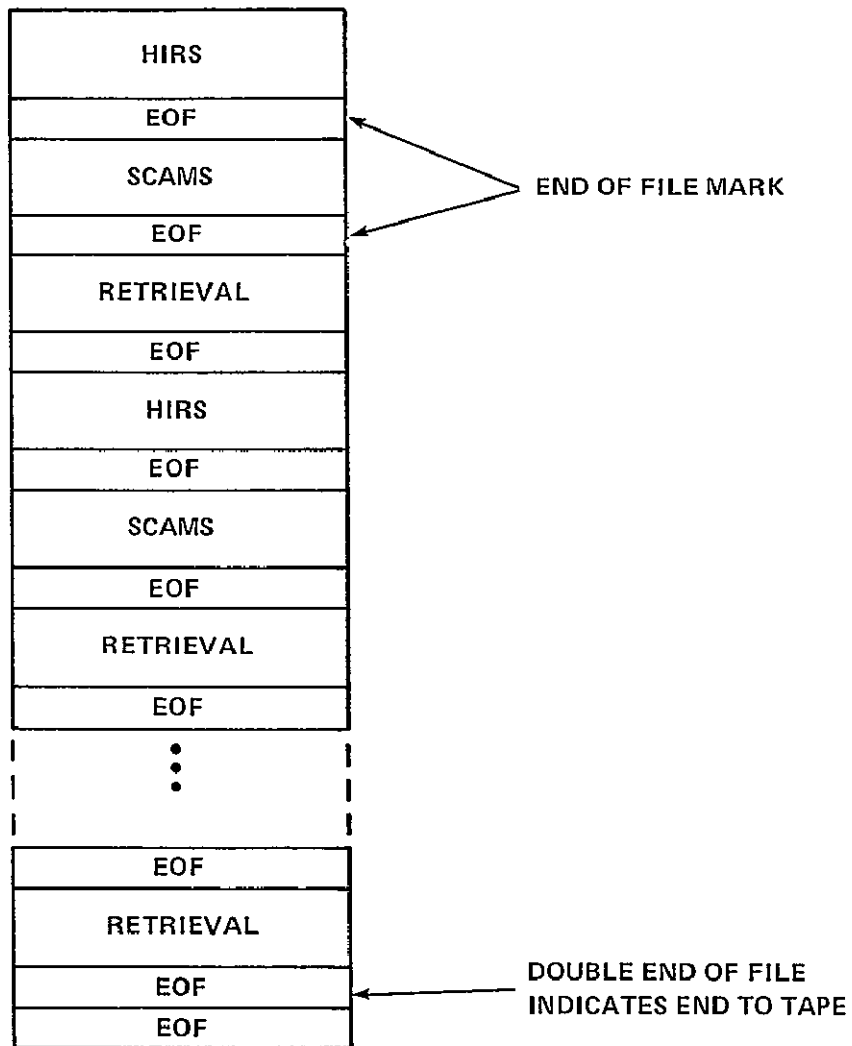 HIRS
EOF
END OF FILE MARK
SCAMS
EOF
RETRIEVAL
EOF
HIRS
EOF
SCAMS
EOF
RETRIEVAL
EOF
EOF
RETRIEVAL
EOF
EOF
DOUBLE END OF FILE
INDICATES END TO TAPE